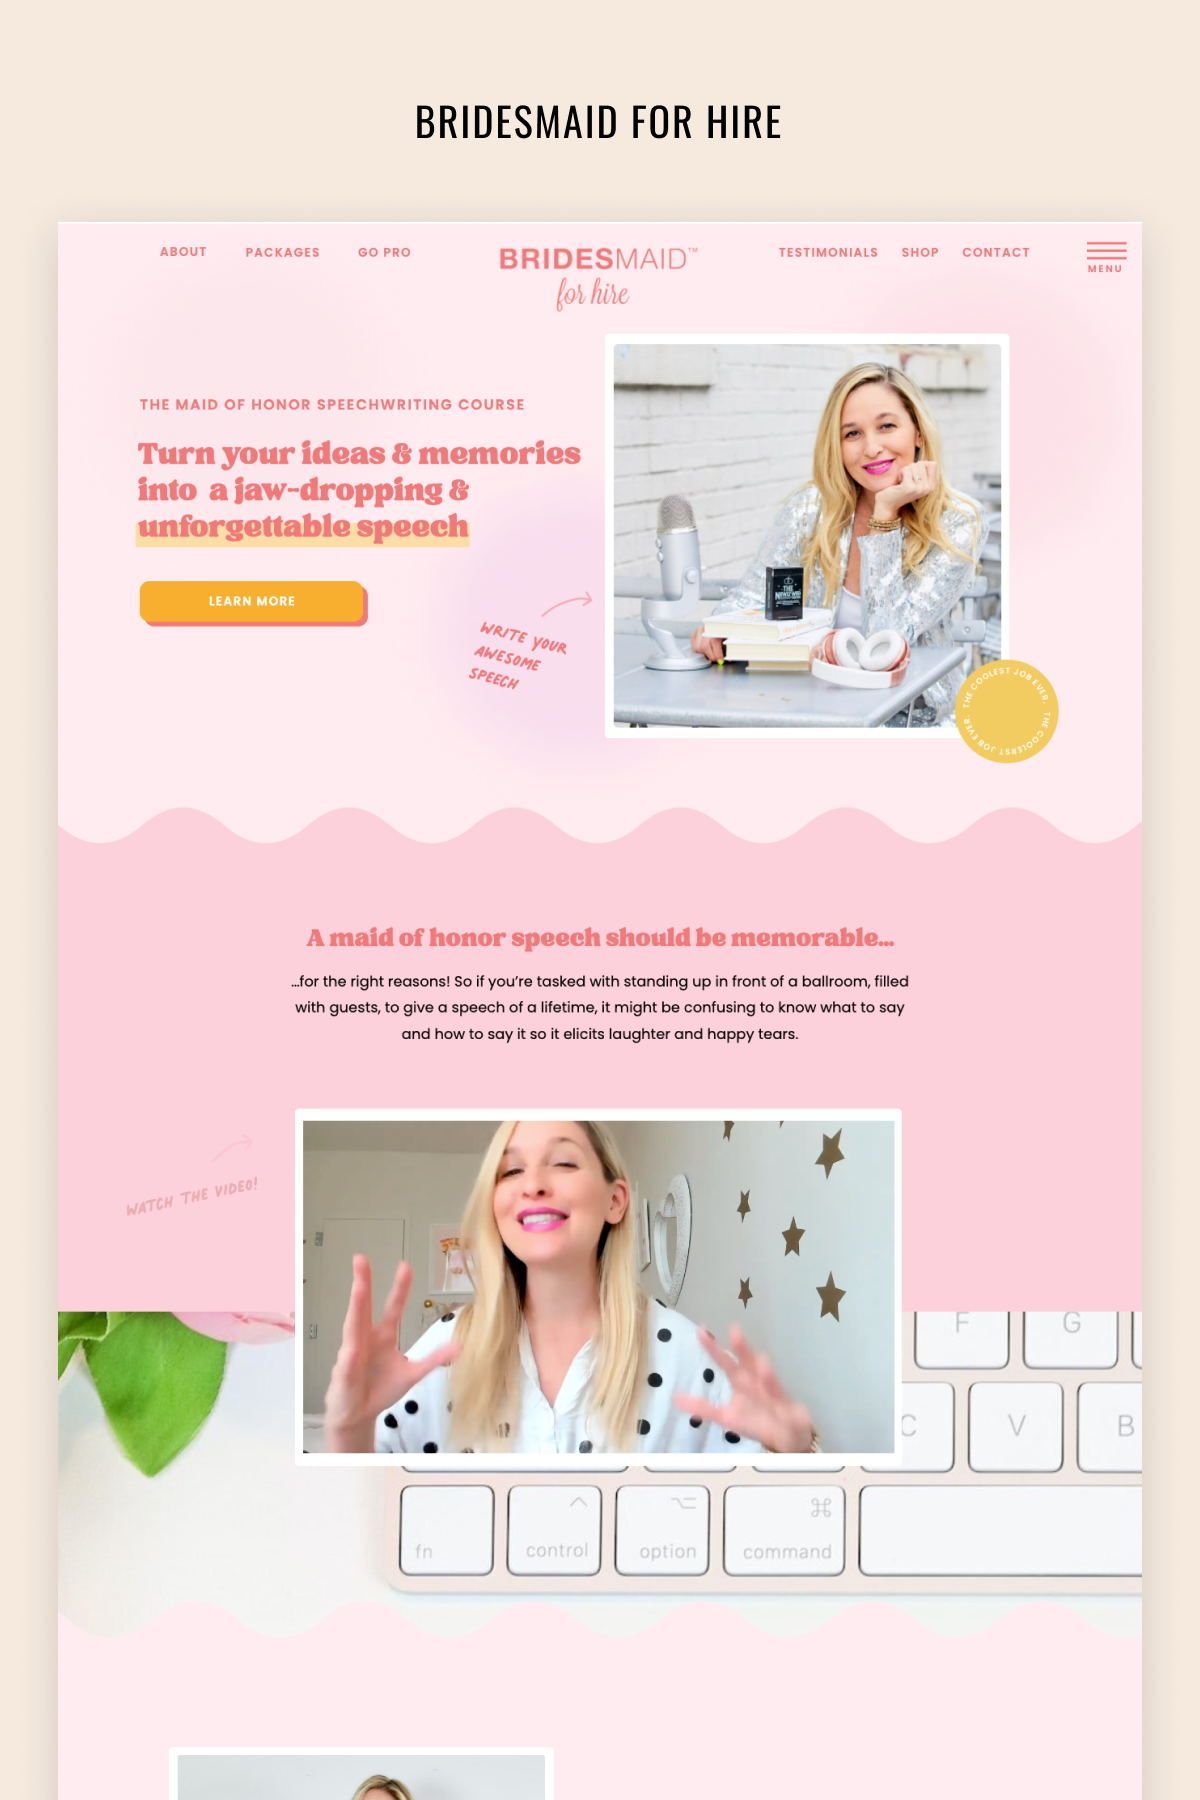 BRIDESMAID FOR HIRE
ABOUT
PACKAGES
GO PRO
BRIDESMAID™
for hire
TESTIMONIALS
SHOP
CONTACT
MENU
THE MAID OF HONOR SPEECHWRITING COURSE
Turn your ideas & memories
into a jaw-dropping &
unforgettable speech
LEARN MORE
WRITE YOUR
AWESOME
SPEECH
THE COOLEST JOB EVER. THE COOLEST JOB EVER.
A maid of honor speech should be memorable...
...for the right reasons! So if you're tasked with standing up in front of a ballroom, filled
with guests, to give a speech of a lifetime, it might be confusing to know what to say
and how to say it so it elicits laughter and happy tears.
WATCH THE VIDEO!
F
G
C
V
B
fn
control
option
⌘
command